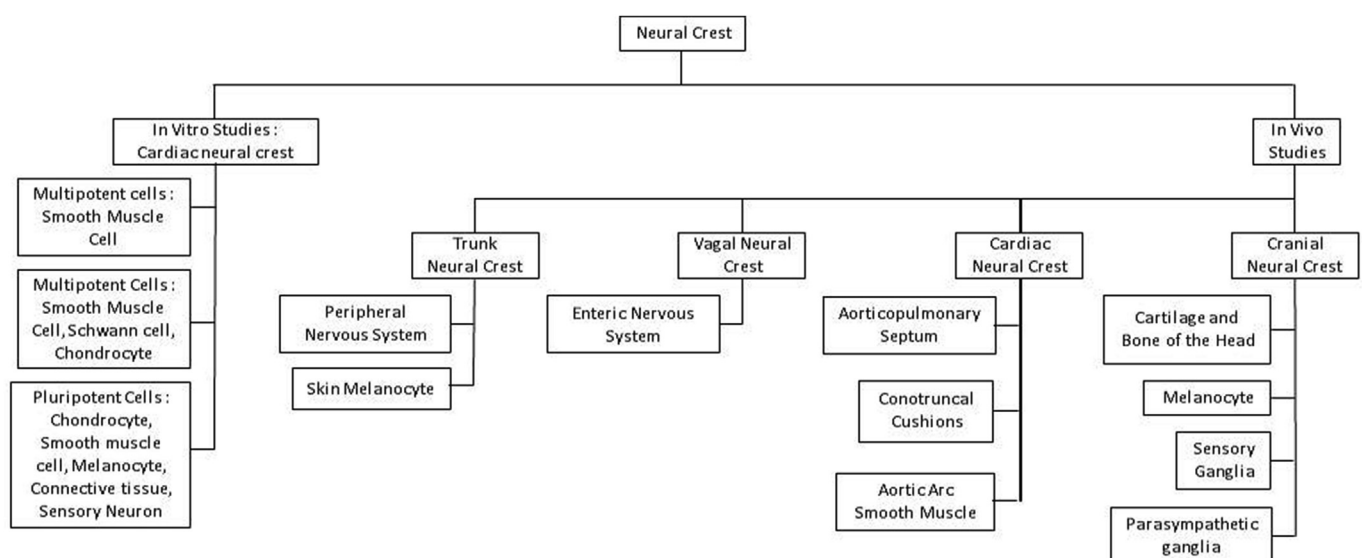 Neural Crest
In Vitro Studies :
Cardiac neural crest
Multipotent cells :
Smooth Muscle
Cell
Multipotent Cells :
Smooth Muscle
Cell, Schwann cell,
Chondrocyte
Pluripotent Cells :
Chondrocyte,
Smooth muscle
cell, Melanocyte,
Connective tissue,
Sensory Neuron
In Vivo
Studies
Trunk
Neural Crest
Peripheral
Nervous System
Skin Melanocyte
Vagal Neural
Crest
Enteric Nervous
System
Cardiac
Neural Crest
Aorticopulmonary
Septum
Conotruncal
Cushions
Aortic Arc
Smooth Muscle
Cranial
Neural Crest
Cartilage and
Bone of the Head
Melanocyte
Sensory
Ganglia
Parasympathetic
ganglia